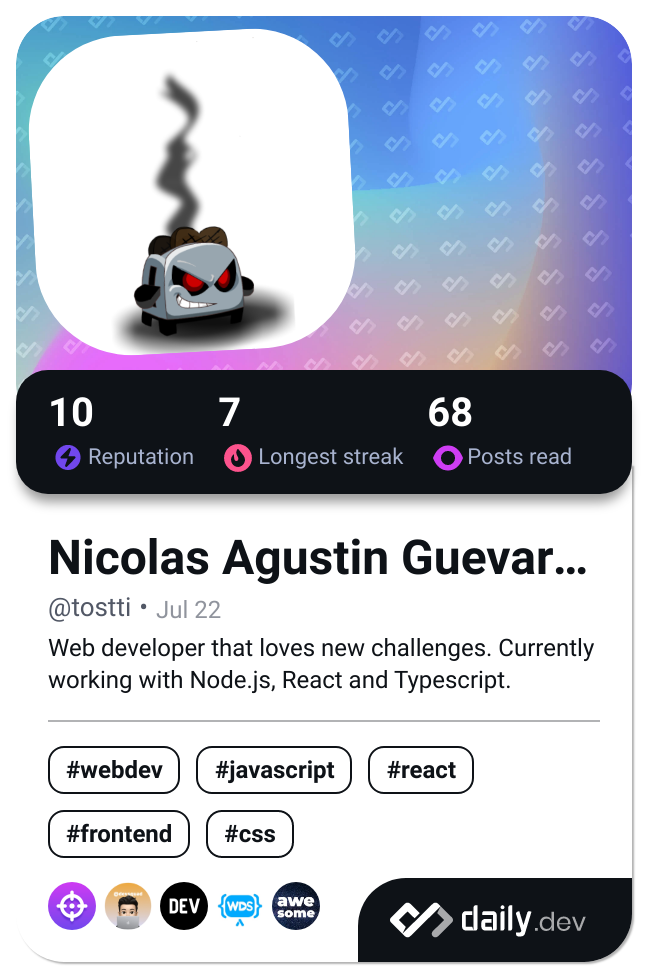 10 7 68
Reputation Longest streak Posts read
Nicolas Agustin Guevar...
@tostti • Jul 22
Web developer that loves new challenges. Currently
working with Node.js, React and Typescript.
#webdev #javascript #react
#frontend #css
DEV WDS awe
some
daily.dev